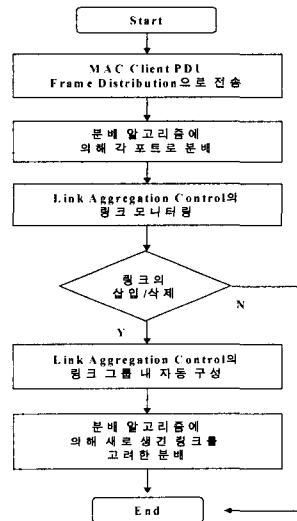 Start
MAC Client PDU
Frame Distribution으로 전송
분배 알고리즘에
의해 각 포트로 분배
Link Aggregation Control의
링크 모니터링
링크의
삽입/삭제
N
Y
Link Aggregation Control의
링크 그룹 내 자동 구성
분배 알고리즘에
의해 새로 생긴 링크를
고려한 분배
End